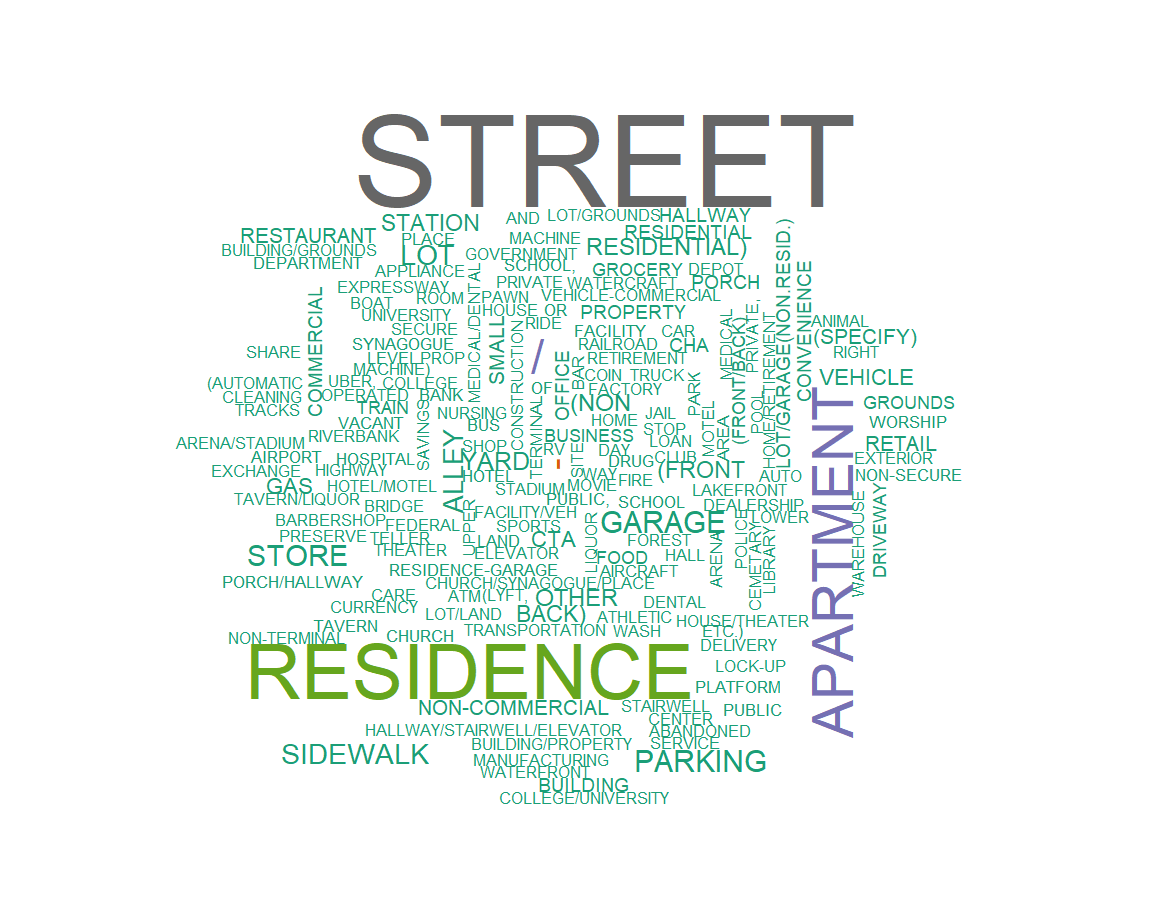 STREET
STATION
AND
LOT/GROUNDS
HALLWAY
RESTAURANT
PLACE
MACHINE
RESIDENTIAL
BUILDING/GROUNDS
LOT
GOVERNMENT
RESIDENTIAL)
DEPARTMENT
APPLIANCE
SCHOOL,
GROCERY
DEPOT
EXPRESSWAY
MEDICAL/DENTAL
PRIVATE
WATERCRAFT
PORCH
LOT/GARAGE(NON.RESID.)
CONVENIENCE
COMMERCIAL
BOAT
ROOM
PAWN
VEHICLE-COMMERCIAL
UNIVERSITY
HOUSE
OR
PROPERTY
PRIVATE,
ANIMAL
SECURE
SMALL
RIDE
FACILITY
CAR
MEDICAL
(FRONT/BACK)
(SPECIFY)
SYNAGOGUE
CONSTRUCTION
/
RAILROAD
CHA
HOME/RETIREMENT
RIGHT
SHARE
LEVEL
PROP
OFFICE
BAR
RETIREMENT
MACHINE)
COIN
TRUCK
VEHICLE
(AUTOMATIC
UBER,
COLLEGE
OF
FACTORY
PARK
CLEANING
OPERATED
BANK
(NON
POOL
GROUNDS
TRACKS
TRAIN
SAVINGS
NURSING
TERMINAL
HOME
JAIL
MOTEL
AREA
WORSHIP
VACANT
BUS
STOP
ARENA/STADIUM
RIVERBANK
SHOP
BUSINESS
LOAN
RETAIL
AIRPORT
HOSPITAL
ALLEY
YARD
RV
SITE
DAY
CLUB
EXTERIOR
EXCHANGE
HIGHWAY
HOTEL
-
WAY
DRUG
(FRONT
AUTO
NON-SECURE
GAS
HOTEL/MOTEL
STADIUM
MOVIE
FIRE
LAKEFRONT
TAVERN/LIQUOR
BRIDGE
PUBLIC,
SCHOOL
DEALERSHIP
APARTMENT
WAREHOUSE
DRIVEWAY
BARBERSHOP
FEDERAL
UPPER
FACILITY/VEH
SPORTS
LIQUOR
GARAGE
POLICE
LOWER
PRESERVE
TELLER
LAND
CTA
FOREST
ARENA
LIBRARY
STORE
THEATER
ELEVATOR
FOOD
HALL
CEMETARY
RESIDENCE-GARAGE
AIRCRAFT
PORCH/HALLWAY
CHURCH/SYNAGOGUE/PLACE
CARE
ATM
(LYFT,
OTHER
DENTAL
CURRENCY
LOT/LAND
BACK)
ATHLETIC
HOUSE/THEATER
TAVERN
TRANSPORTATION
WASH
ETC.)
NON-TERMINAL
CHURCH
DELIVERY
RESIDENCE
LOCK-UP
PLATFORM
NON-COMMERCIAL
STAIRWELL
PUBLIC
CENTER
HALLWAY/STAIRWELL/ELEVATOR
ABANDONED
BUILDING/PROPERTY
SERVICE
SIDEWALK
MANUFACTURING
PARKING
WATERFRONT
BUILDING
COLLEGE/UNIVERSITY